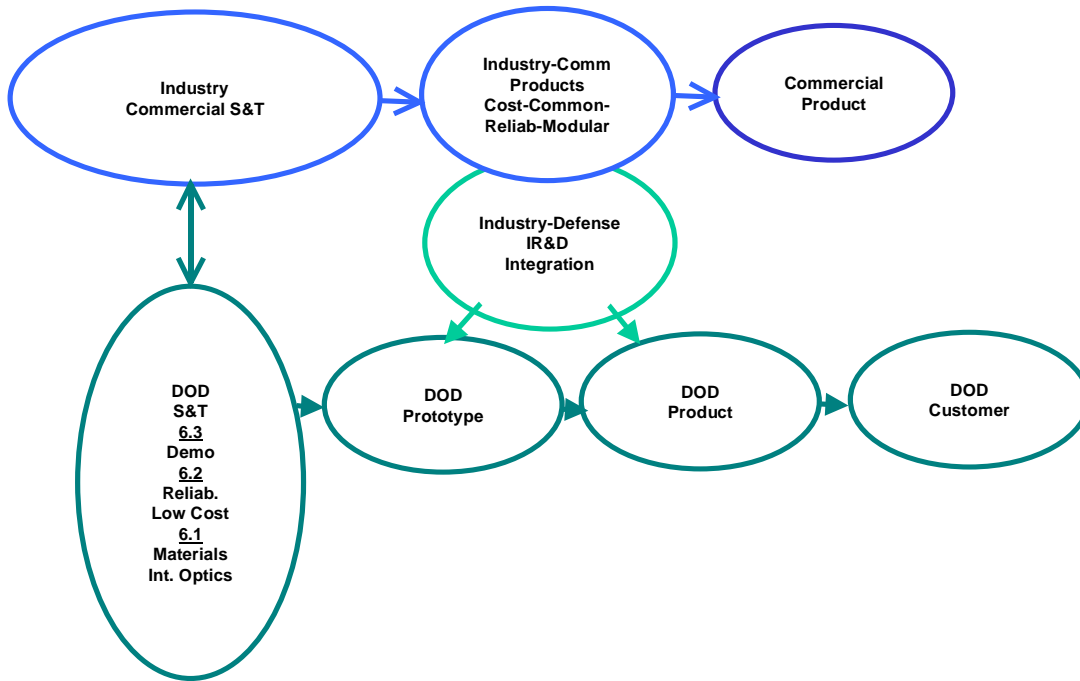 Industry
Commercial S&T
Industry-Comm
Products
Cost-Common-
Reliab-Modular
Commercial
Product
Industry-Defense
IR&D
Integration
DOD
S&T
6.3
Demo
6.2
Reliab.
Low Cost
6.1
Materials
Int. Optics
DOD
Prototype
DOD
Product
DOD
Customer